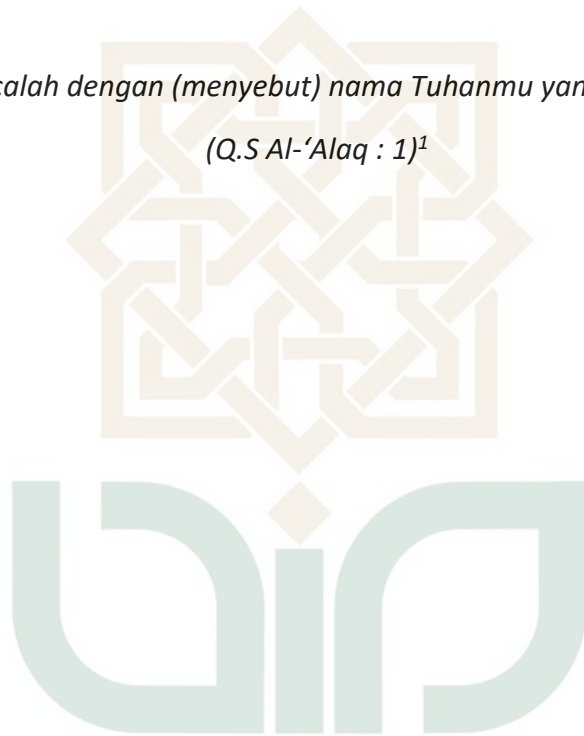 calah dengan (menyebut) nama Tuhanmu yan
(Q.S Al-‘Alaq : 1)1